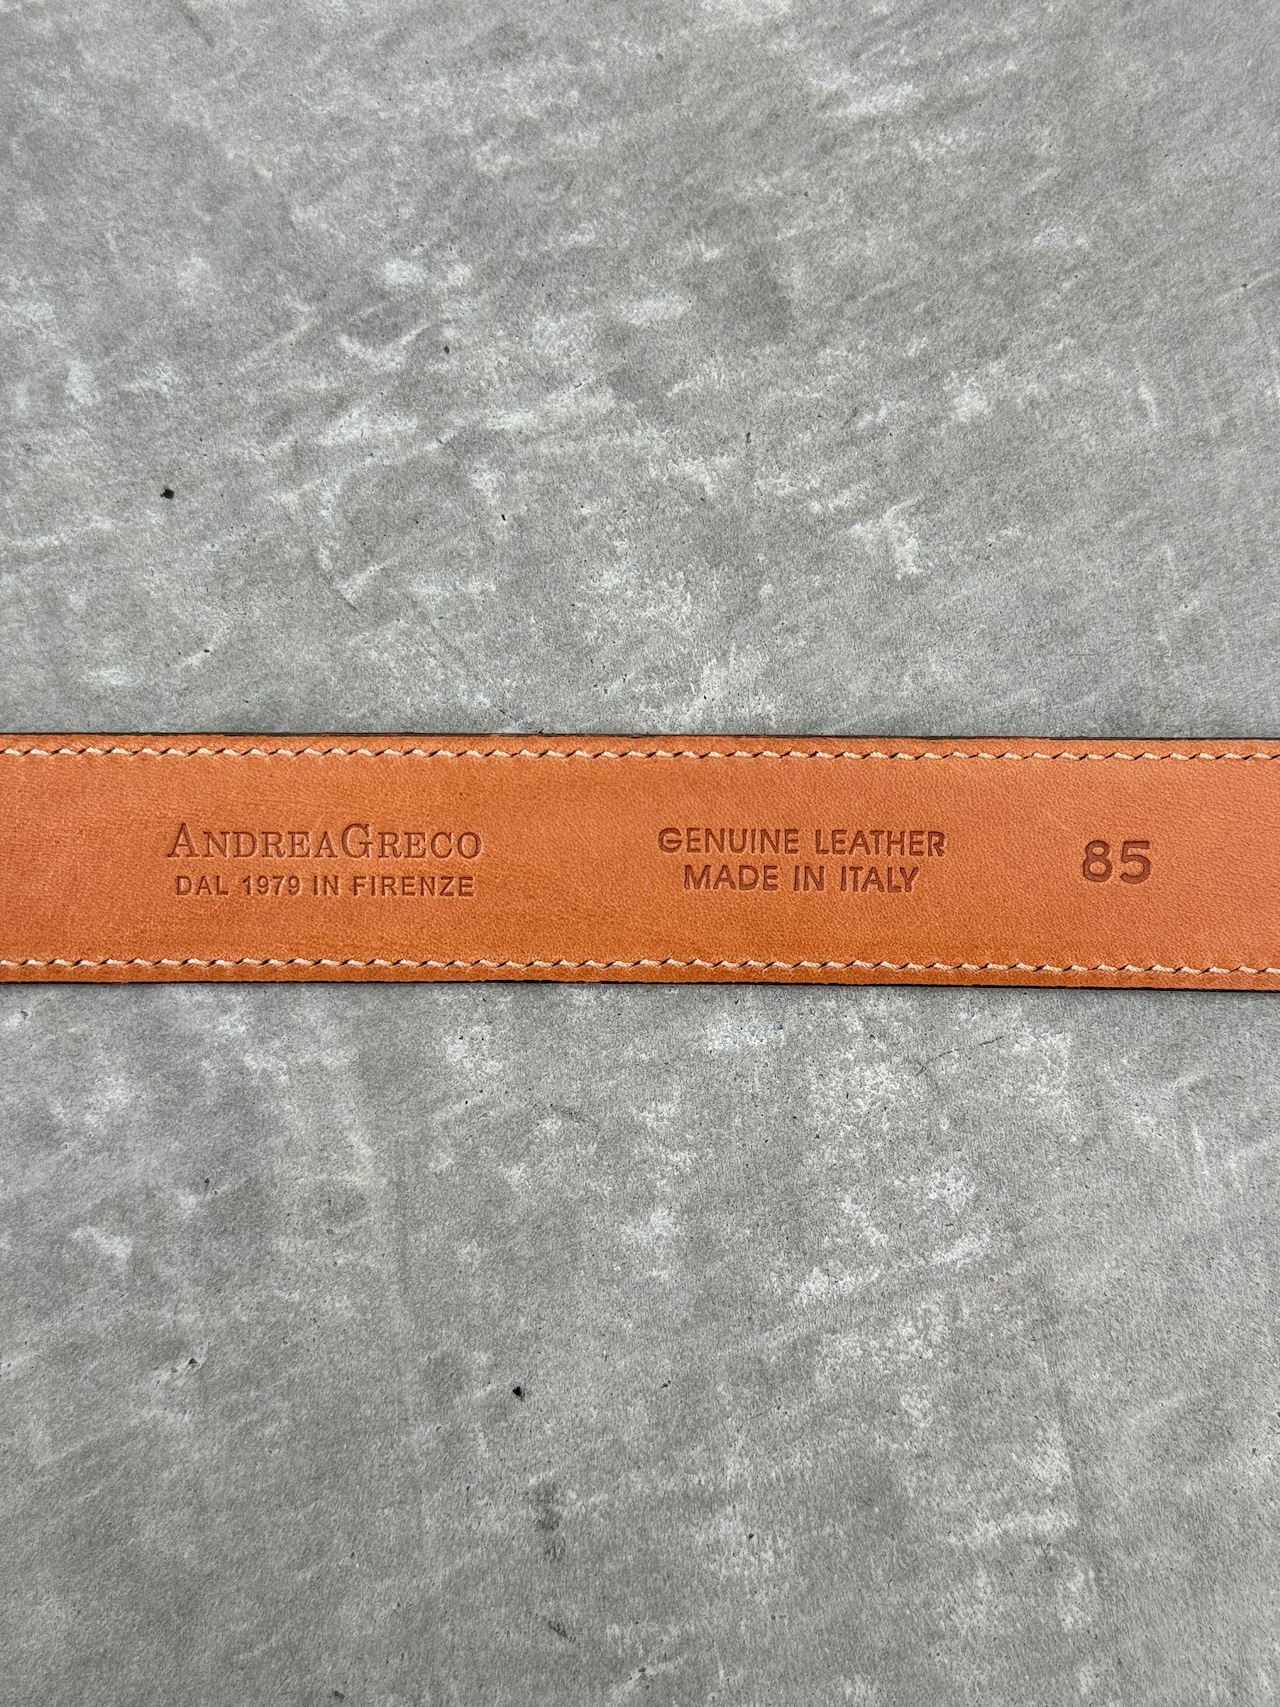 ANDREAGRECO
DAL 1979 IN FIRENZE
GENUINE LEATHER
MADE IN ITALY
85